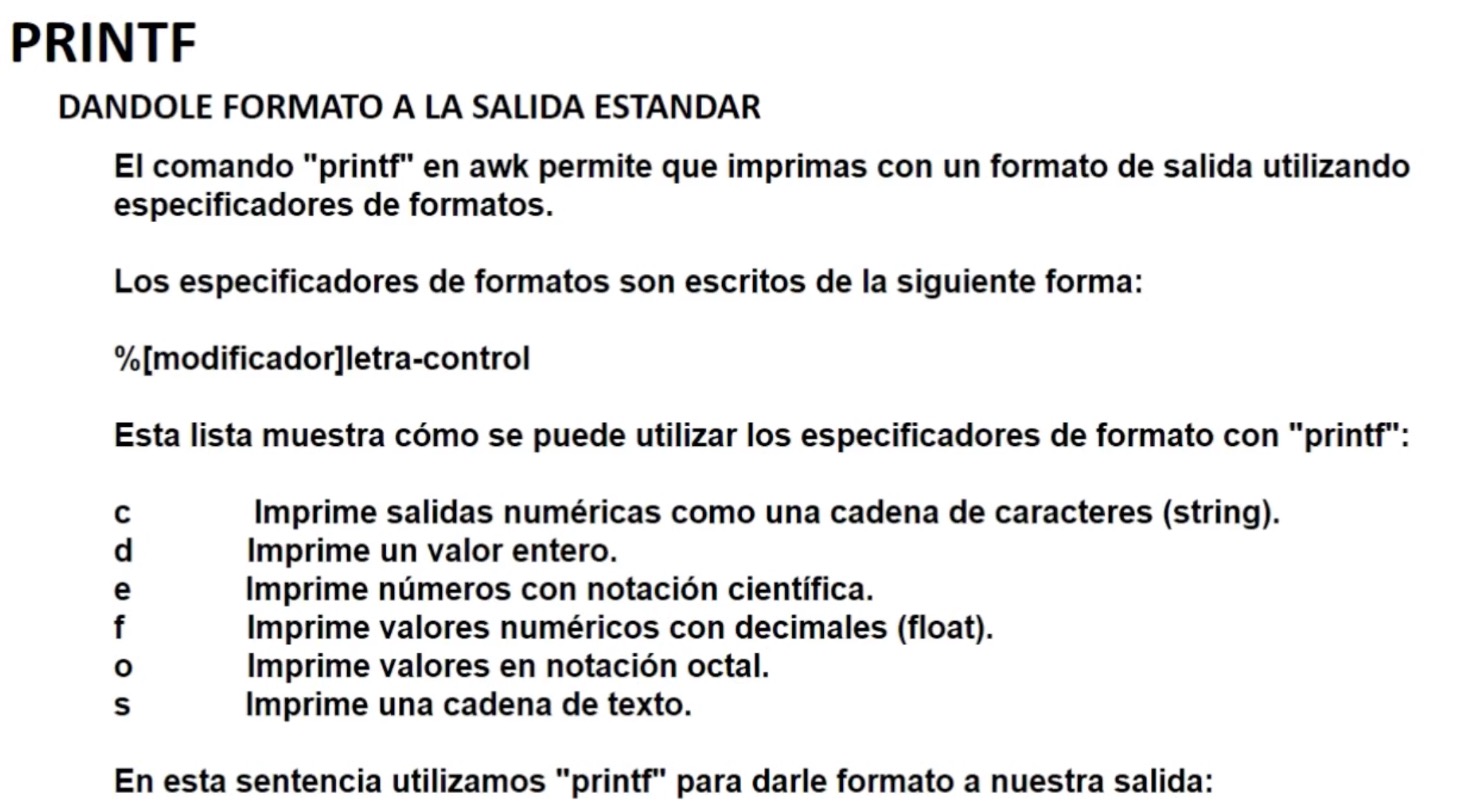 PRINTF
DANDOLE FORMATO A LA SALIDA ESTANDAR
El comando "printf" en awk permite que imprimas con un formato de salida utilizando
especificadores de formatos.
Los especificadores de formatos son escritos de la siguiente forma:
%[modificador]letra-control
Esta lista muestra cómo se puede utilizar los especificadores de formato con "printf":
c Imprime salidas numéricas como una cadena de caracteres (string).
d Imprime un valor entero.
e Imprime números con notación científica.
f Imprime valores numéricos con decimales (float).
o Imprime valores en notación octal.
s Imprime una cadena de texto.
En esta sentencia utilizamos "printf" para darle formato a nuestra salida: